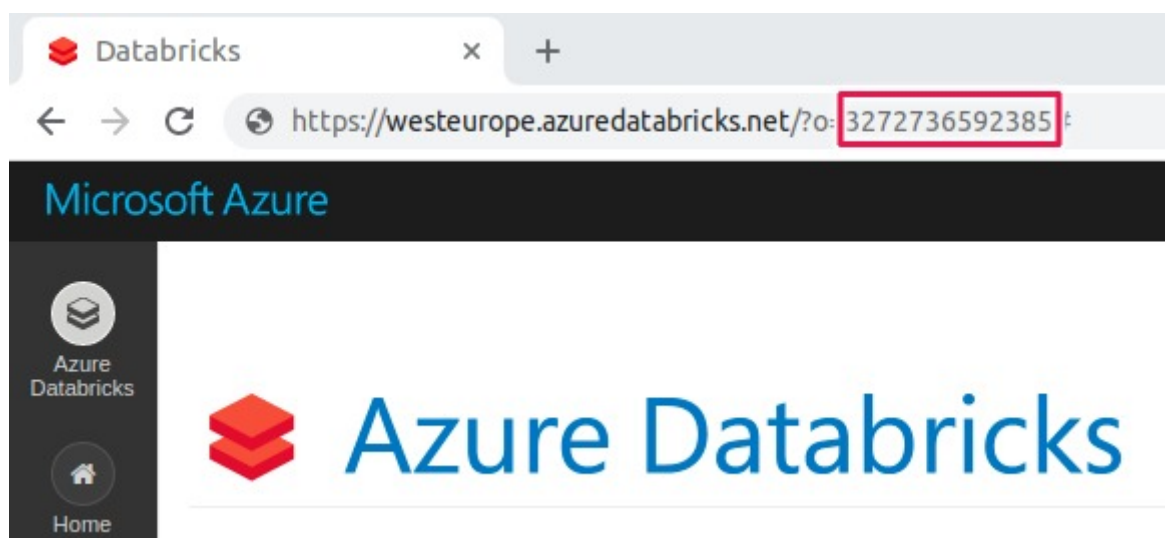 Databricks
https://westeurope.azuredatabricks.net/?o=3272736592385#
Microsoft Azure
Azure
Databricks
Azure Databricks
Home